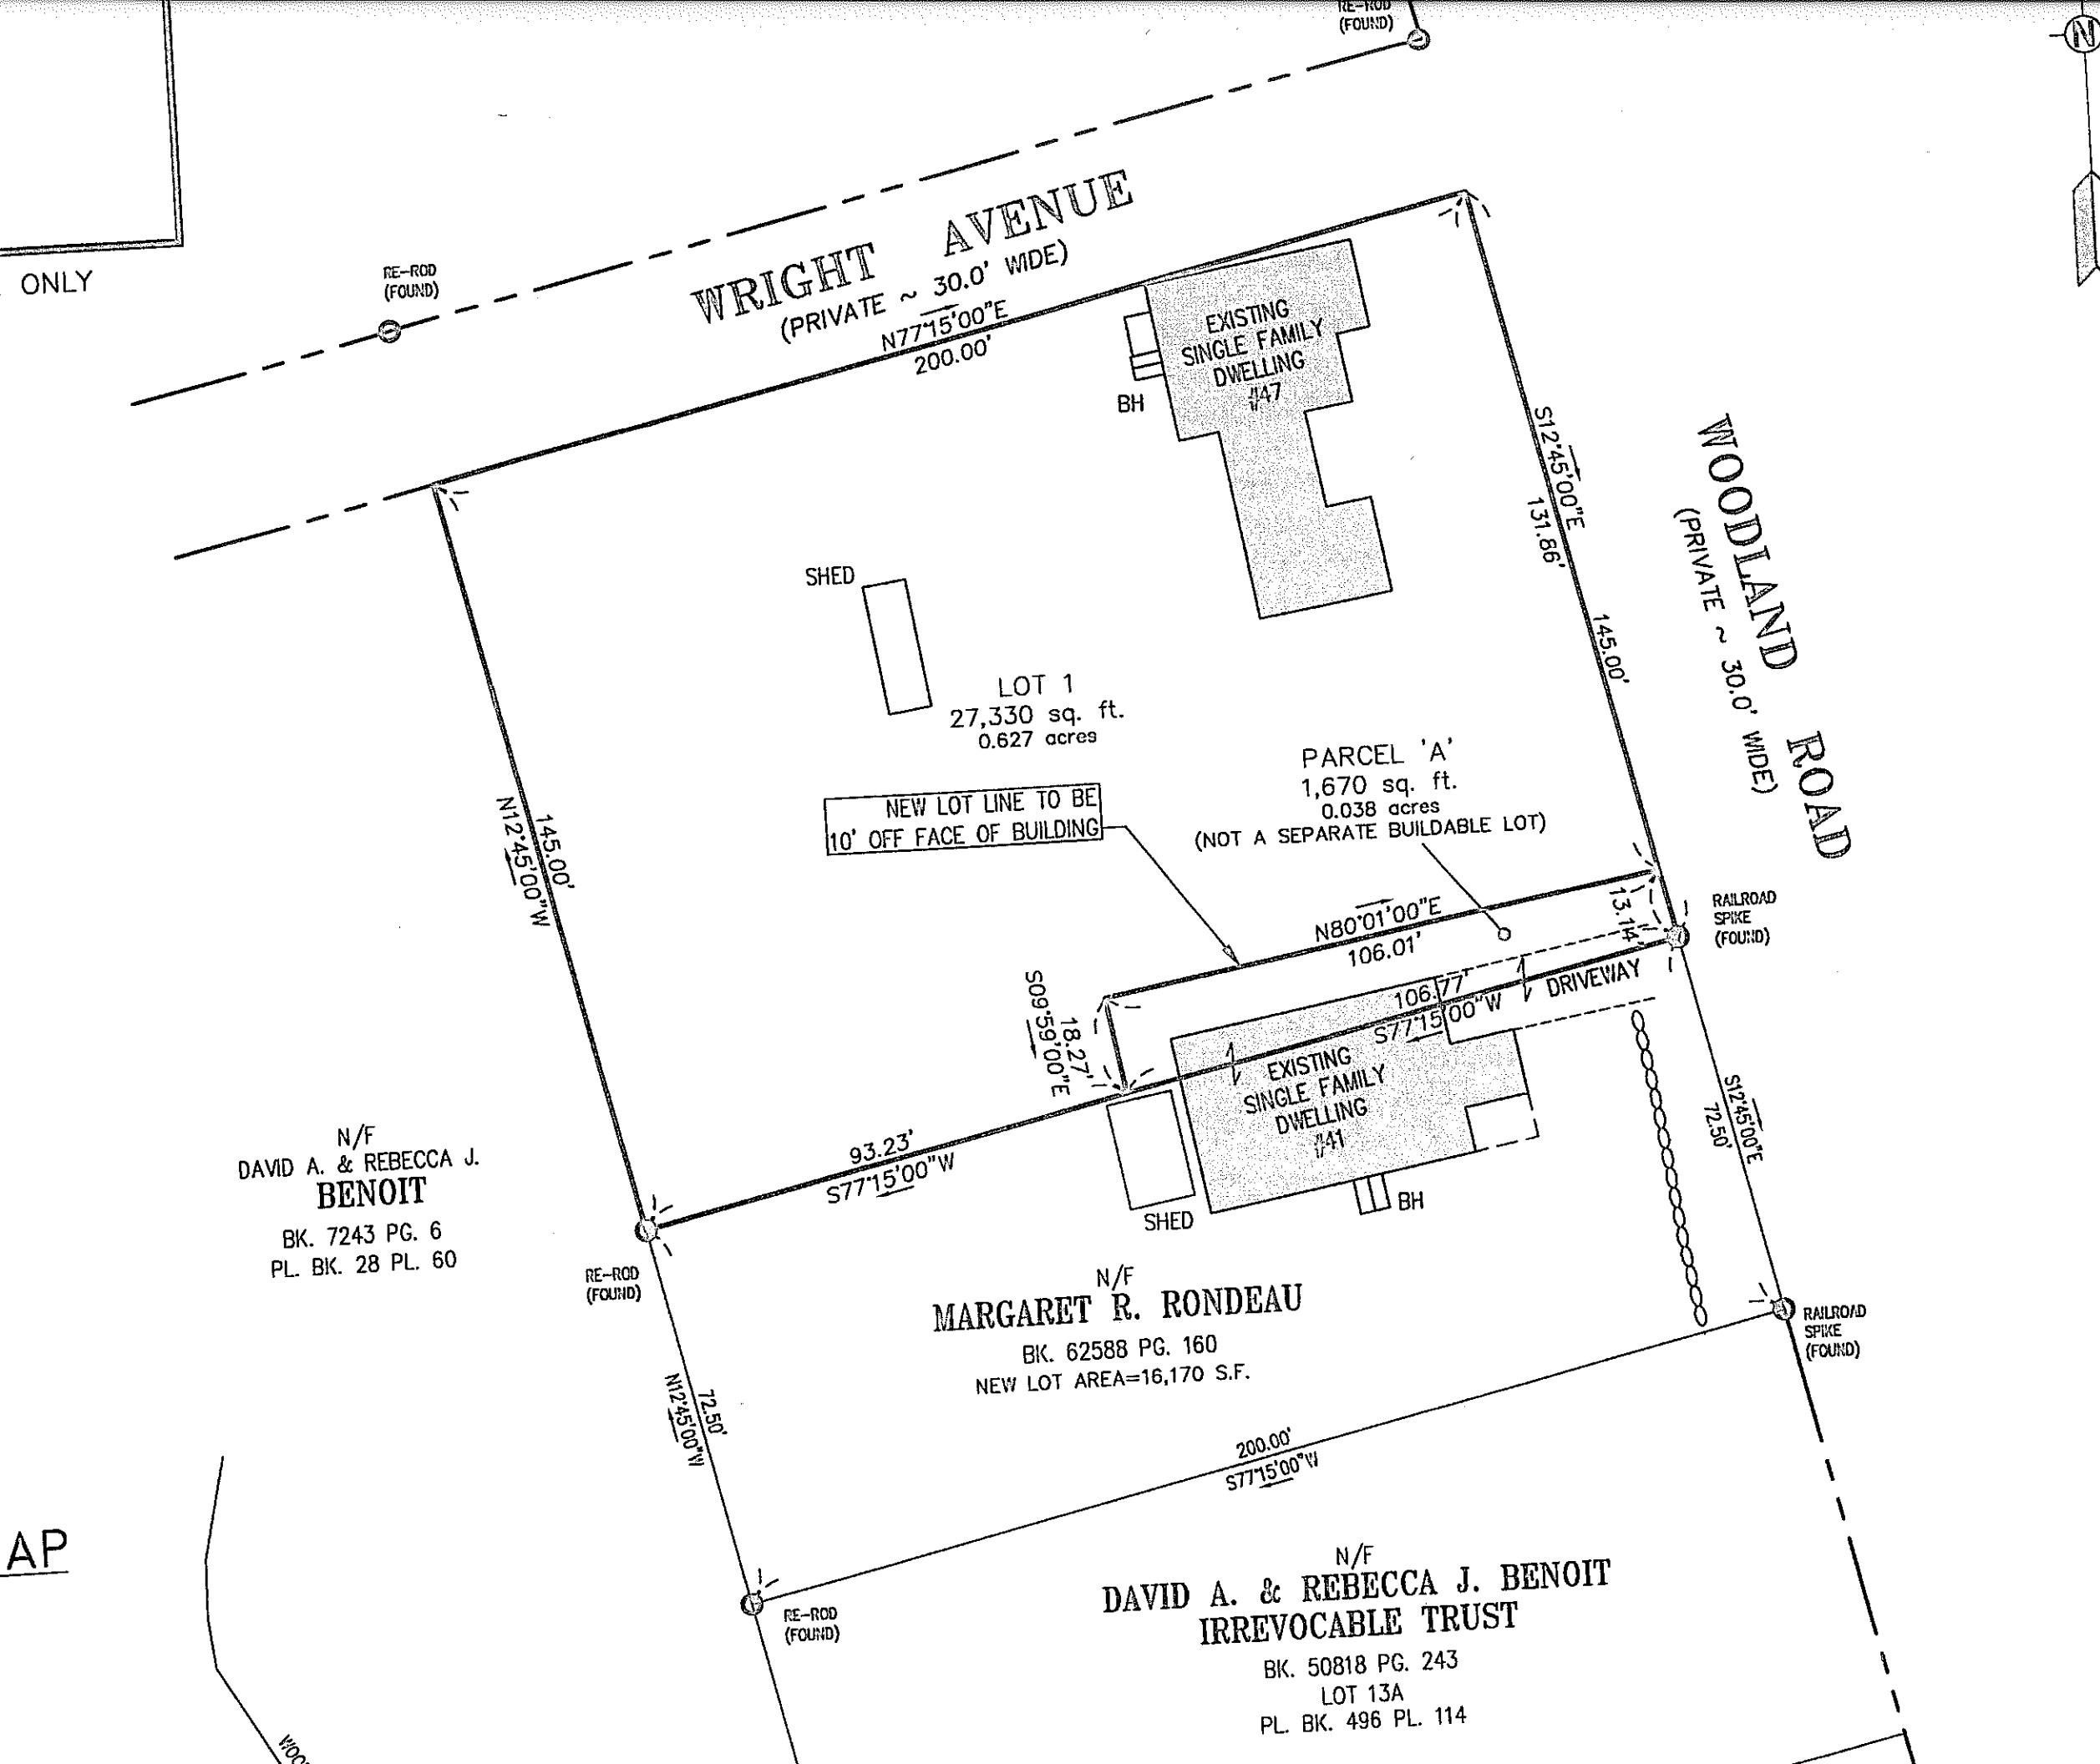 RE-ROD
(FOUND)
N
ONLY
RE-ROD
(FOUND)
WRIGHT AVENUE
(PRIVATE ~ 30.0' WIDE)
N77°15'00"E
200.00'
EXISTING
SINGLE FAMILY
DWELLING
#47
BH
S12°45'00"E
131.86'
145.00'
WOODLAND ROAD
(PRIVATE ~ 30.0' WIDE)
SHED
LOT 1
27,330 sq. ft.
0.627 acres
PARCEL 'A'
1,670 sq. ft.
0.038 acres
(NOT A SEPARATE BUILDABLE LOT)
NEW LOT LINE TO BE
10' OFF FACE OF BUILDING
145.00'
N12°45'00"W
N80°01'00"E
106.01'
13.14'
RAILROAD
SPIKE
(FOUND)
S09°59'00"E
18.27'
106.77'
S77°15'00"W
DRIVEWAY
EXISTING
SINGLE FAMILY
DWELLING
#41
93.23'
S77°15'00"W
SHED
BH
S12°45'00"E
72.50'
N/F
DAVID A. & REBECCA J.
BENOIT
BK. 7243 PG. 6
PL. BK. 28 PL. 60
RE-ROD
(FOUND)
N/F
MARGARET R. RONDEAU
BK. 62588 PG. 160
NEW LOT AREA=16,170 S.F.
RAILROAD
SPIKE
(FOUND)
72.50'
N12°45'00"W
200.00'
S77°15'00"W
AP
RE-ROD
(FOUND)
N/F
DAVID A. & REBECCA J. BENOIT
IRREVOCABLE TRUST
BK. 50818 PG. 243
LOT 13A
PL. BK. 496 PL. 114